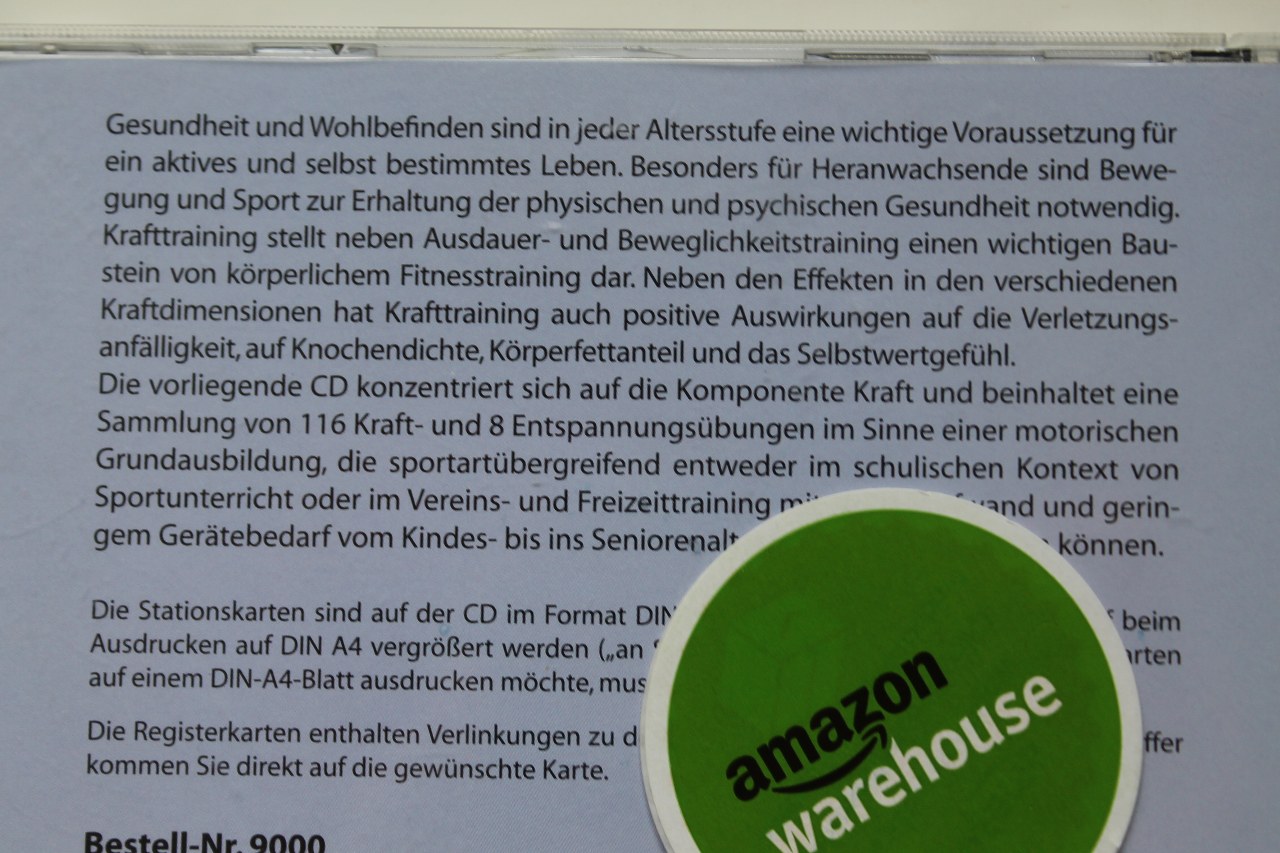 Gesundheit und Wohlbefinden sind in jeder Altersstufe eine wichtige Voraussetzung für
ein aktives und selbst bestimmtes Leben. Besonders für Heranwachsende sind Bewe-
gung und Sport zur Erhaltung der physischen und psychischen Gesundheit notwendig.
Krafttraining stellt neben Ausdauer- und Beweglichkeitstraining einen wichtigen Bau-
stein von körperlichem Fitnesstraining dar. Neben den Effekten in den verschiedenen
Kraftdimensionen hat Krafttraining auch positive Auswirkungen auf die Verletzungs-
anfälligkeit, auf Knochendichte, Körperfettanteil und das Selbstwertgefühl.
Die vorliegende CD konzentriert sich auf die Komponente Kraft und beinhaltet eine
Sammlung von 116 Kraft- und 8 Entspannungsübungen im Sinne einer motorischen
Grundausbildung, die sportartübergreifend entweder im schulischen Kontext von
Sportunterricht oder im Vereins- und Freizeittraining und gerin-
gem Gerätebedarf vom Kindes- bis ins können.
Die Stationskarten sind auf der CD im Format DIN beim
Ausdrucken auf DIN A4 vergrößert werden („an
auf einem DIN-A4-Blatt ausdrucken möchte,
Die Registerkarten enthalten Verlinkungen zu
kommen Sie direkt auf die gewünschte Karte.
amazon
warehouse
Bestell-Nr. 9000